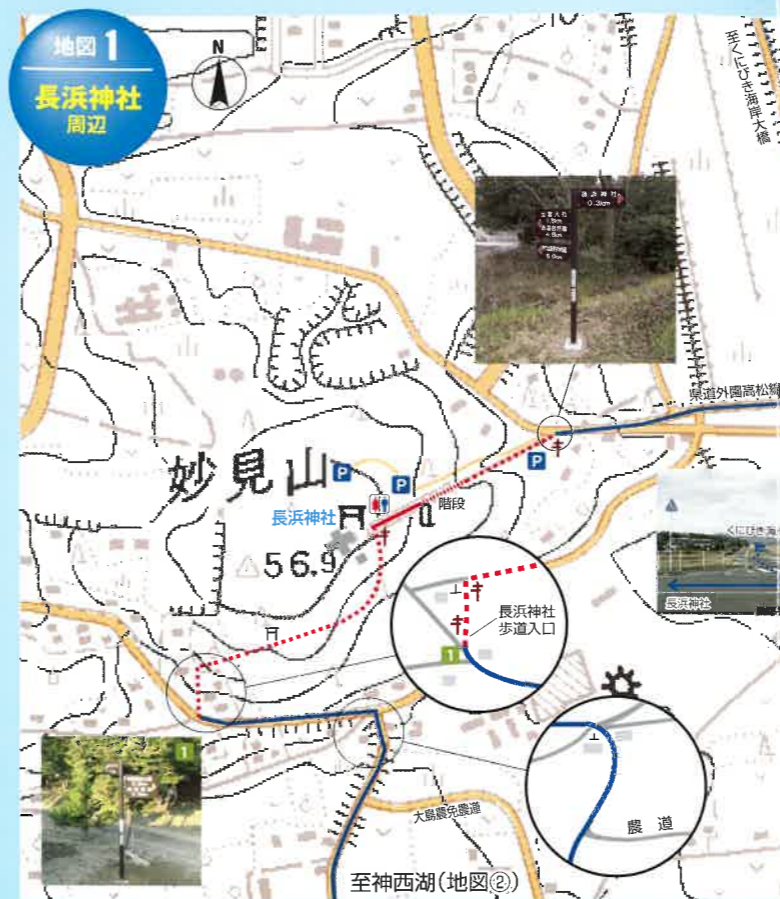 地図 1
長浜神社
周辺
N
至くにびき海岸大橋
長浜神社
0.3km
県道外園高松線
妙見山
P
P
P
長浜神社
階段
56.9
長浜神社
歩道入口
1
くにびき海
長浜神社
1
農道
大島農免農道
至神西湖(地図②)